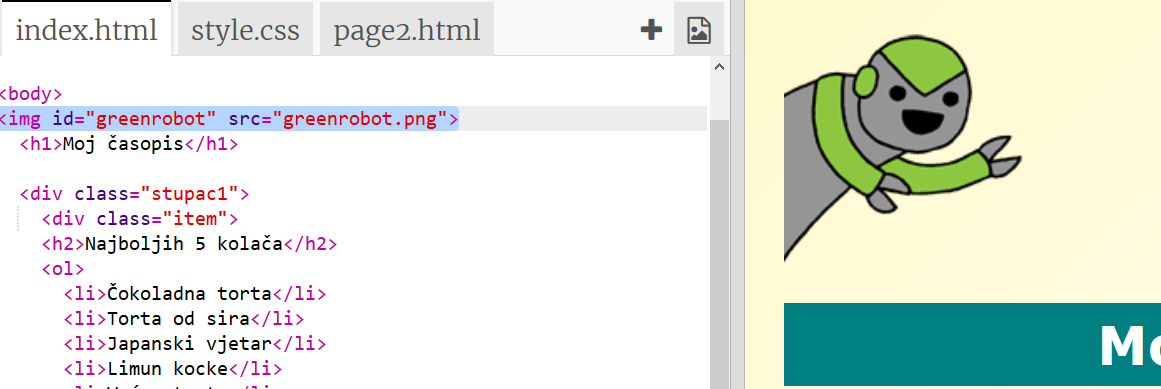 index.html style.css page2.html
<body>
<img id="greenrobot" src="greenrobot.png">
<h1>Moj časopis</h1>
<div class="stupac1">
<div class="item">
<h2>Najboljih 5 kolača</h2>
<ol>
<li>Čokoladna torta</li>
<li>Torta od sira</li>
<li>Japanski vjetar</li>
<li>Limun kocke</li>